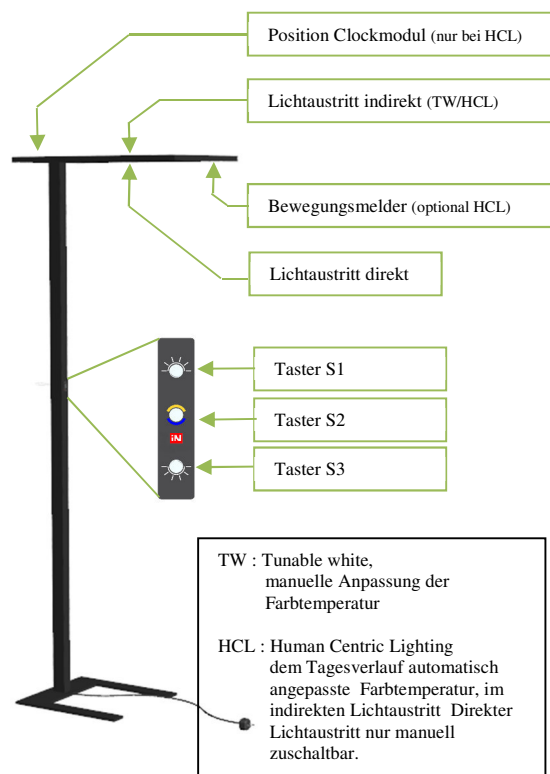 Position Clockmodul (nur bei HCL)
Lichtaustritt indirekt (TW/HCL)
Bewegungsmelder (optional HCL)
Lichtaustritt direkt
Taster S1
Taster S2
iN
Taster S3
TW : Tunable white,
manuelle Anpassung der
Farbtemperatur
HCL : Human Centric Lighting
dem Tagesverlauf automatisch
angepasste Farbtemperatur, im
indirekten Lichtaustritt Direkter
Lichtaustritt nur manuell
zuschaltbar.